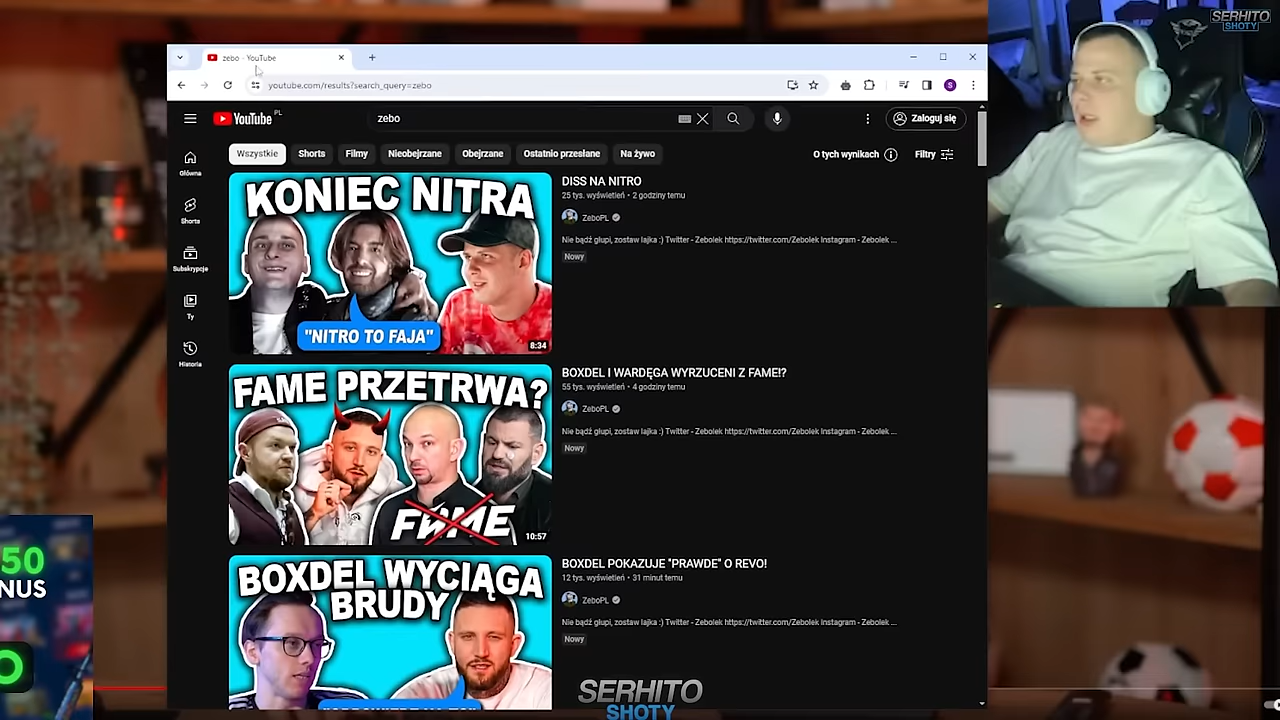 SERHITO
SHOTY
zebo - YouTube
youtube.com/results?search_query=zebo
S
YouTube PL
zebo
Zaloguj się
Wszystkie
Shorts
Filmy
Nieobejrzane
Obejrzane
Ostatnio przesłane
Na żywo
O tych wynikach
Filtry
Główna
Shorts
Subskrypcje
Ty
Historia
KONIEC NITRA
"NITRO TO FAJA"
8:34
DISS NA NITRO
25 tys. wyświetleń • 2 godziny temu
ZeboPL
Nie bądź głupi, zostaw lajka :) Twitter - Zebolek https://twitter.com/Zebolek Instagram - Zebolek ...
Nowy
FAME PRZETRWA?
FAME
10:57
BOXDEL I WARDĘGA WYRZUCENI Z FAME!?
55 tys. wyświetleń • 4 godziny temu
ZeboPL
Nie bądź głupi, zostaw lajka :) Twitter - Zebolek https://twitter.com/Zebolek Instagram - Zebolek ...
Nowy
BOXDEL WYCIĄGA
BRUDY
BOXDEL POKAZUJE "PRAWDE" O REVO!
12 tys. wyświetleń • 31 minut temu
ZeboPL
Nie bądź głupi, zostaw lajka :) Twitter - Zebolek https://twitter.com/Zebolek Instagram - Zebolek ...
Nowy
50
NUS
O
SERHITO
SHOTY